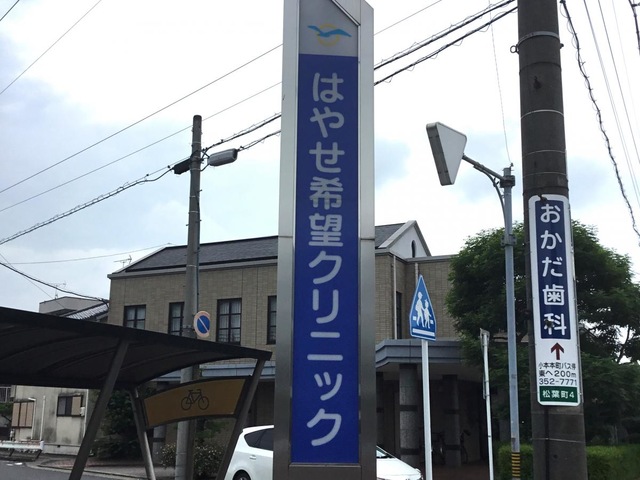 はやせ希望クリニック
おかだ歯科
小本本町バス停
東へ200m
352-7771
松葉町4